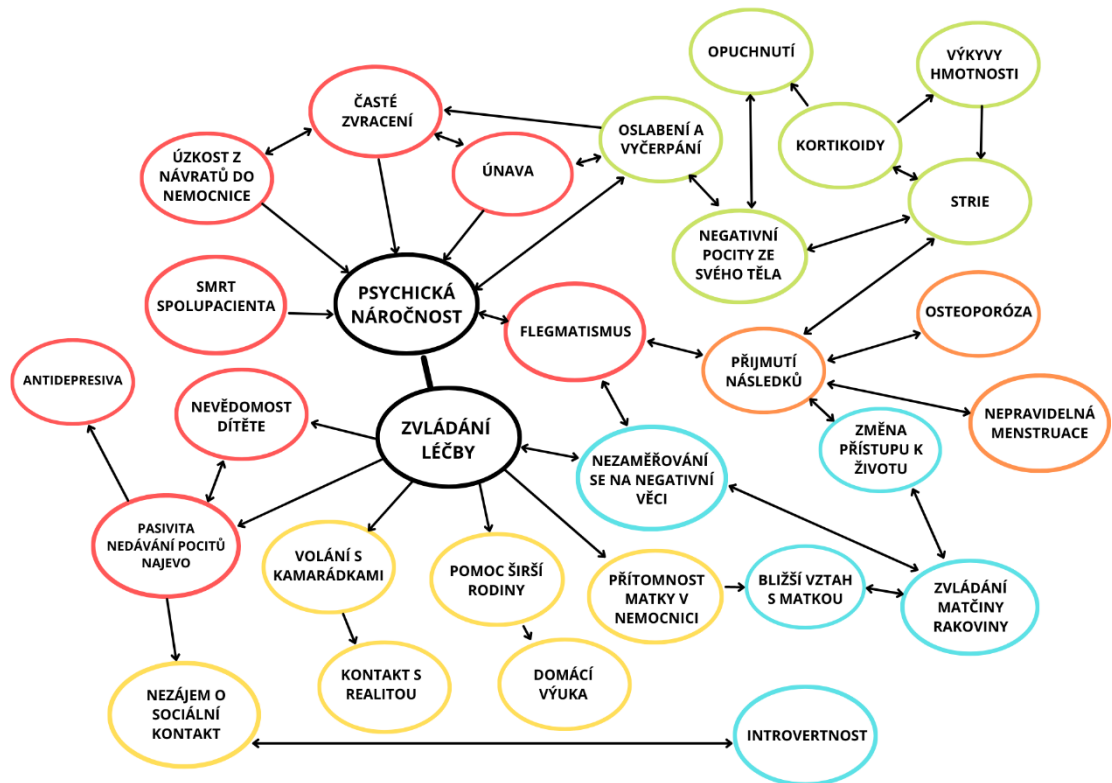 OPUCHNUTÍ
VÝKYVY
HMOTNOSTI
ČASTÉ
ZVRACENÍ
OSLABENÍ A
VYČERPÁNÍ
KORTIKOIDY
ÚZKOST Z
NÁVRATŮ DO
NEMOCNICE
ÚNAVA
STRIE
NEGATIVNÍ
POCITY ZE
SVÉHO TĚLA
SMRT
SPOLUPACIENTA
PSYCHICKÁ
NÁROČNOST
FLEGMATISMUS
OSTEOPORÓZA
PŘIJMUTÍ
NÁSLEDKŮ
ANTIDEPRESIVA
NEVĚDOMOST
DÍTĚTE
ZVLÁDÁNÍ
LÉČBY
NEZAMĚŘOVÁNÍ
SE NA NEGATIVNÍ
VĚCI
ZMĚNA
PŘÍSTUPU K
ŽIVOTU
NEPRAVIDELNÁ
MENSTRUACE
PASIVITA
NEDÁVÁNÍ POCITŮ
NAJEVO
VOLÁNÍ S
KAMARÁDKAMI
POMOC ŠIRŠÍ
RODINY
PŘÍTOMNOST
MATKY V
NEMOCNICI
BLIŽŠÍ VZTAH
S MATKOU
ZVLÁDÁNÍ
MATČINY
RAKOVINY
NEZÁJEM O
SOCIÁLNÍ
KONTAKT
KONTAKT S
REALITOU
DOMÁCÍ
VÝUKA
INTROVERTNOST